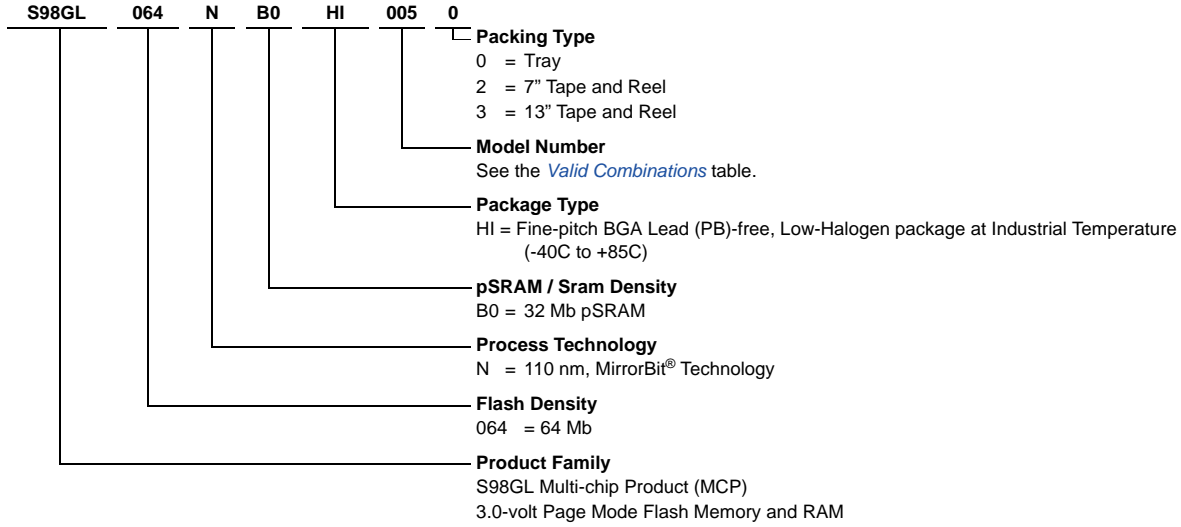 S98GL 064 N B0 HI 005 0
Packing Type
0 = Tray
2 = 7” Tape and Reel
3 = 13” Tape and Reel
Model Number
See the Valid Combinations table.
Package Type
HI = Fine-pitch BGA Lead (PB)-free, Low-Halogen package at Industrial Temperature
(-40C to +85C)
pSRAM / Sram Density
B0 = 32 Mb pSRAM
Process Technology
N = 110 nm, MirrorBit® Technology
Flash Density
064 = 64 Mb
Product Family
S98GL Multi-chip Product (MCP)
3.0-volt Page Mode Flash Memory and RAM